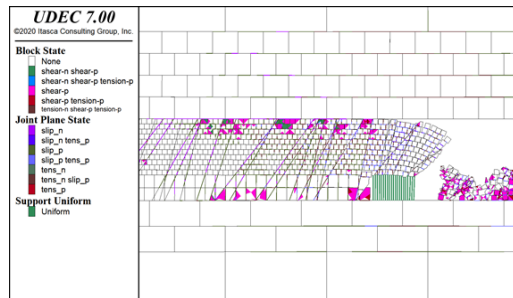 UDEC 7.00
©2020 Itasca Consulting Group, Inc.
Block State
None
shear-n shear-p
shear-n shear-p tension-p
shear-p
shear-p tension-p
tension-n shear-p tension-p
Joint Plane State
slip_n
slip_n tens_p
slip_p
slip_p tens_p
tens_n
tens_n slip_p
tens_p
Support Uniform
Uniform